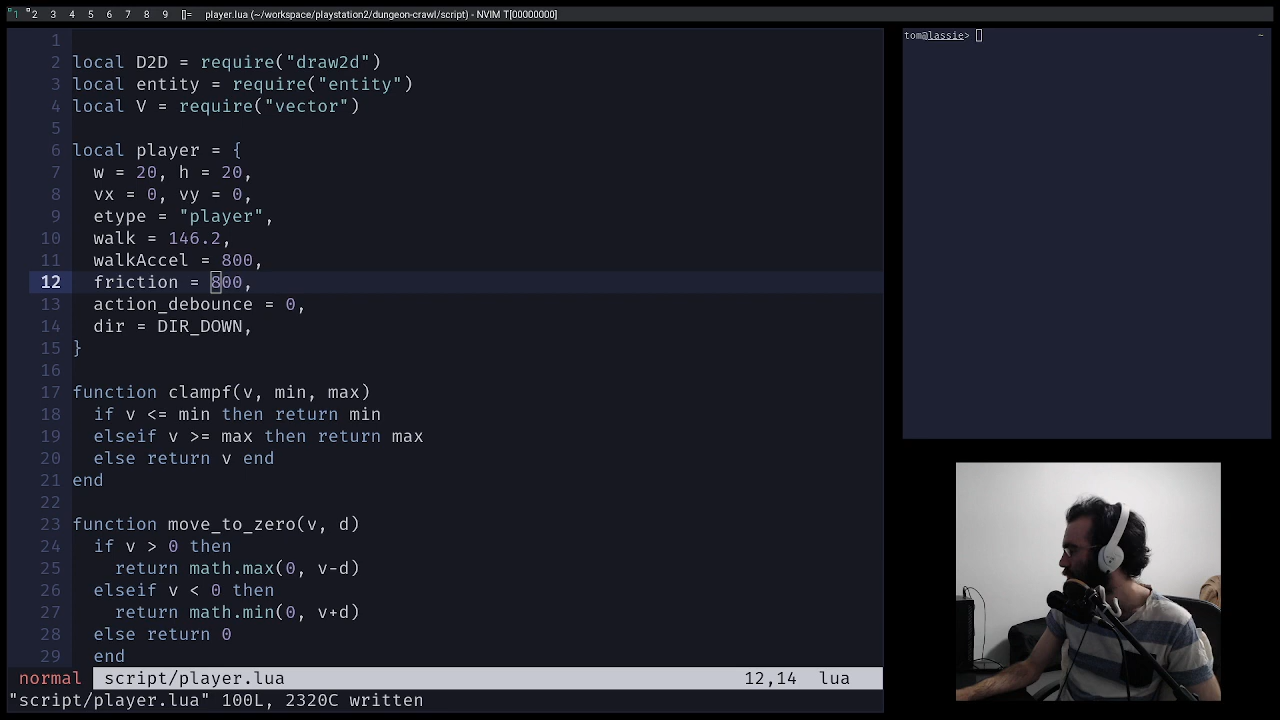 1 2 3 4 5 6 7 8 9 []= player.lua (~/workspace/playstation2/dungeon-crawl/script) - NVIM T[00000000]
1
2 local D2D = require("draw2d")
3 local entity = require("entity")
4 local V = require("vector")
5
6 local player = {
7 w = 20, h = 20,
8 vx = 0, vy = 0,
9 etype = "player",
10 walk = 146.2,
11 walkAccel = 800,
12 friction = 800,
13 action_debounce = 0,
14 dir = DIR_DOWN,
15 }
16
17 function clampf(v, min, max)
18 if v <= min then return min
19 elseif v >= max then return max
20 else return v end
21 end
22
23 function move_to_zero(v, d)
24 if v > 0 then
25 return math.max(0, v-d)
26 elseif v < 0 then
27 return math.min(0, v+d)
28 else return 0
29 end
normal script/player.lua 12,14 lua
"script/player.lua" 100L, 2320C written
tom@lassie> ~